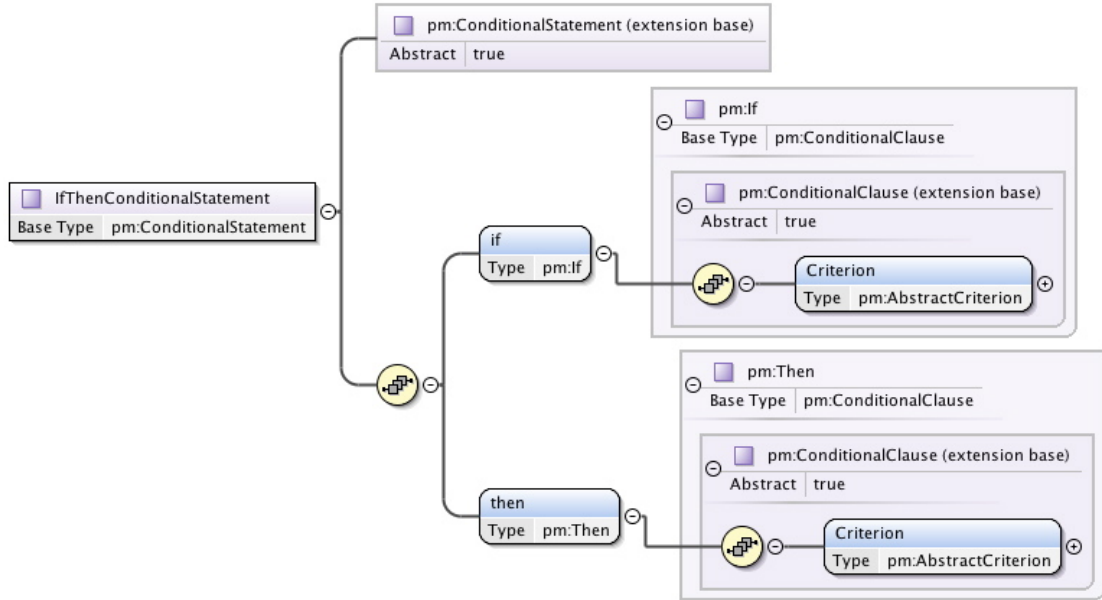 pm:ConditionalStatement (extension base)
Abstract true
pm:If
Base Type pm:ConditionalClause
pm:ConditionalClause (extension base)
Abstract true
IfThenConditionalStatement
Base Type pm:ConditionalStatement
if
Type pm:If
Criterion
Type pm:AbstractCriterion
pm:Then
Base Type pm:ConditionalClause
pm:ConditionalClause (extension base)
Abstract true
then
Type pm:Then
Criterion
Type pm:AbstractCriterion